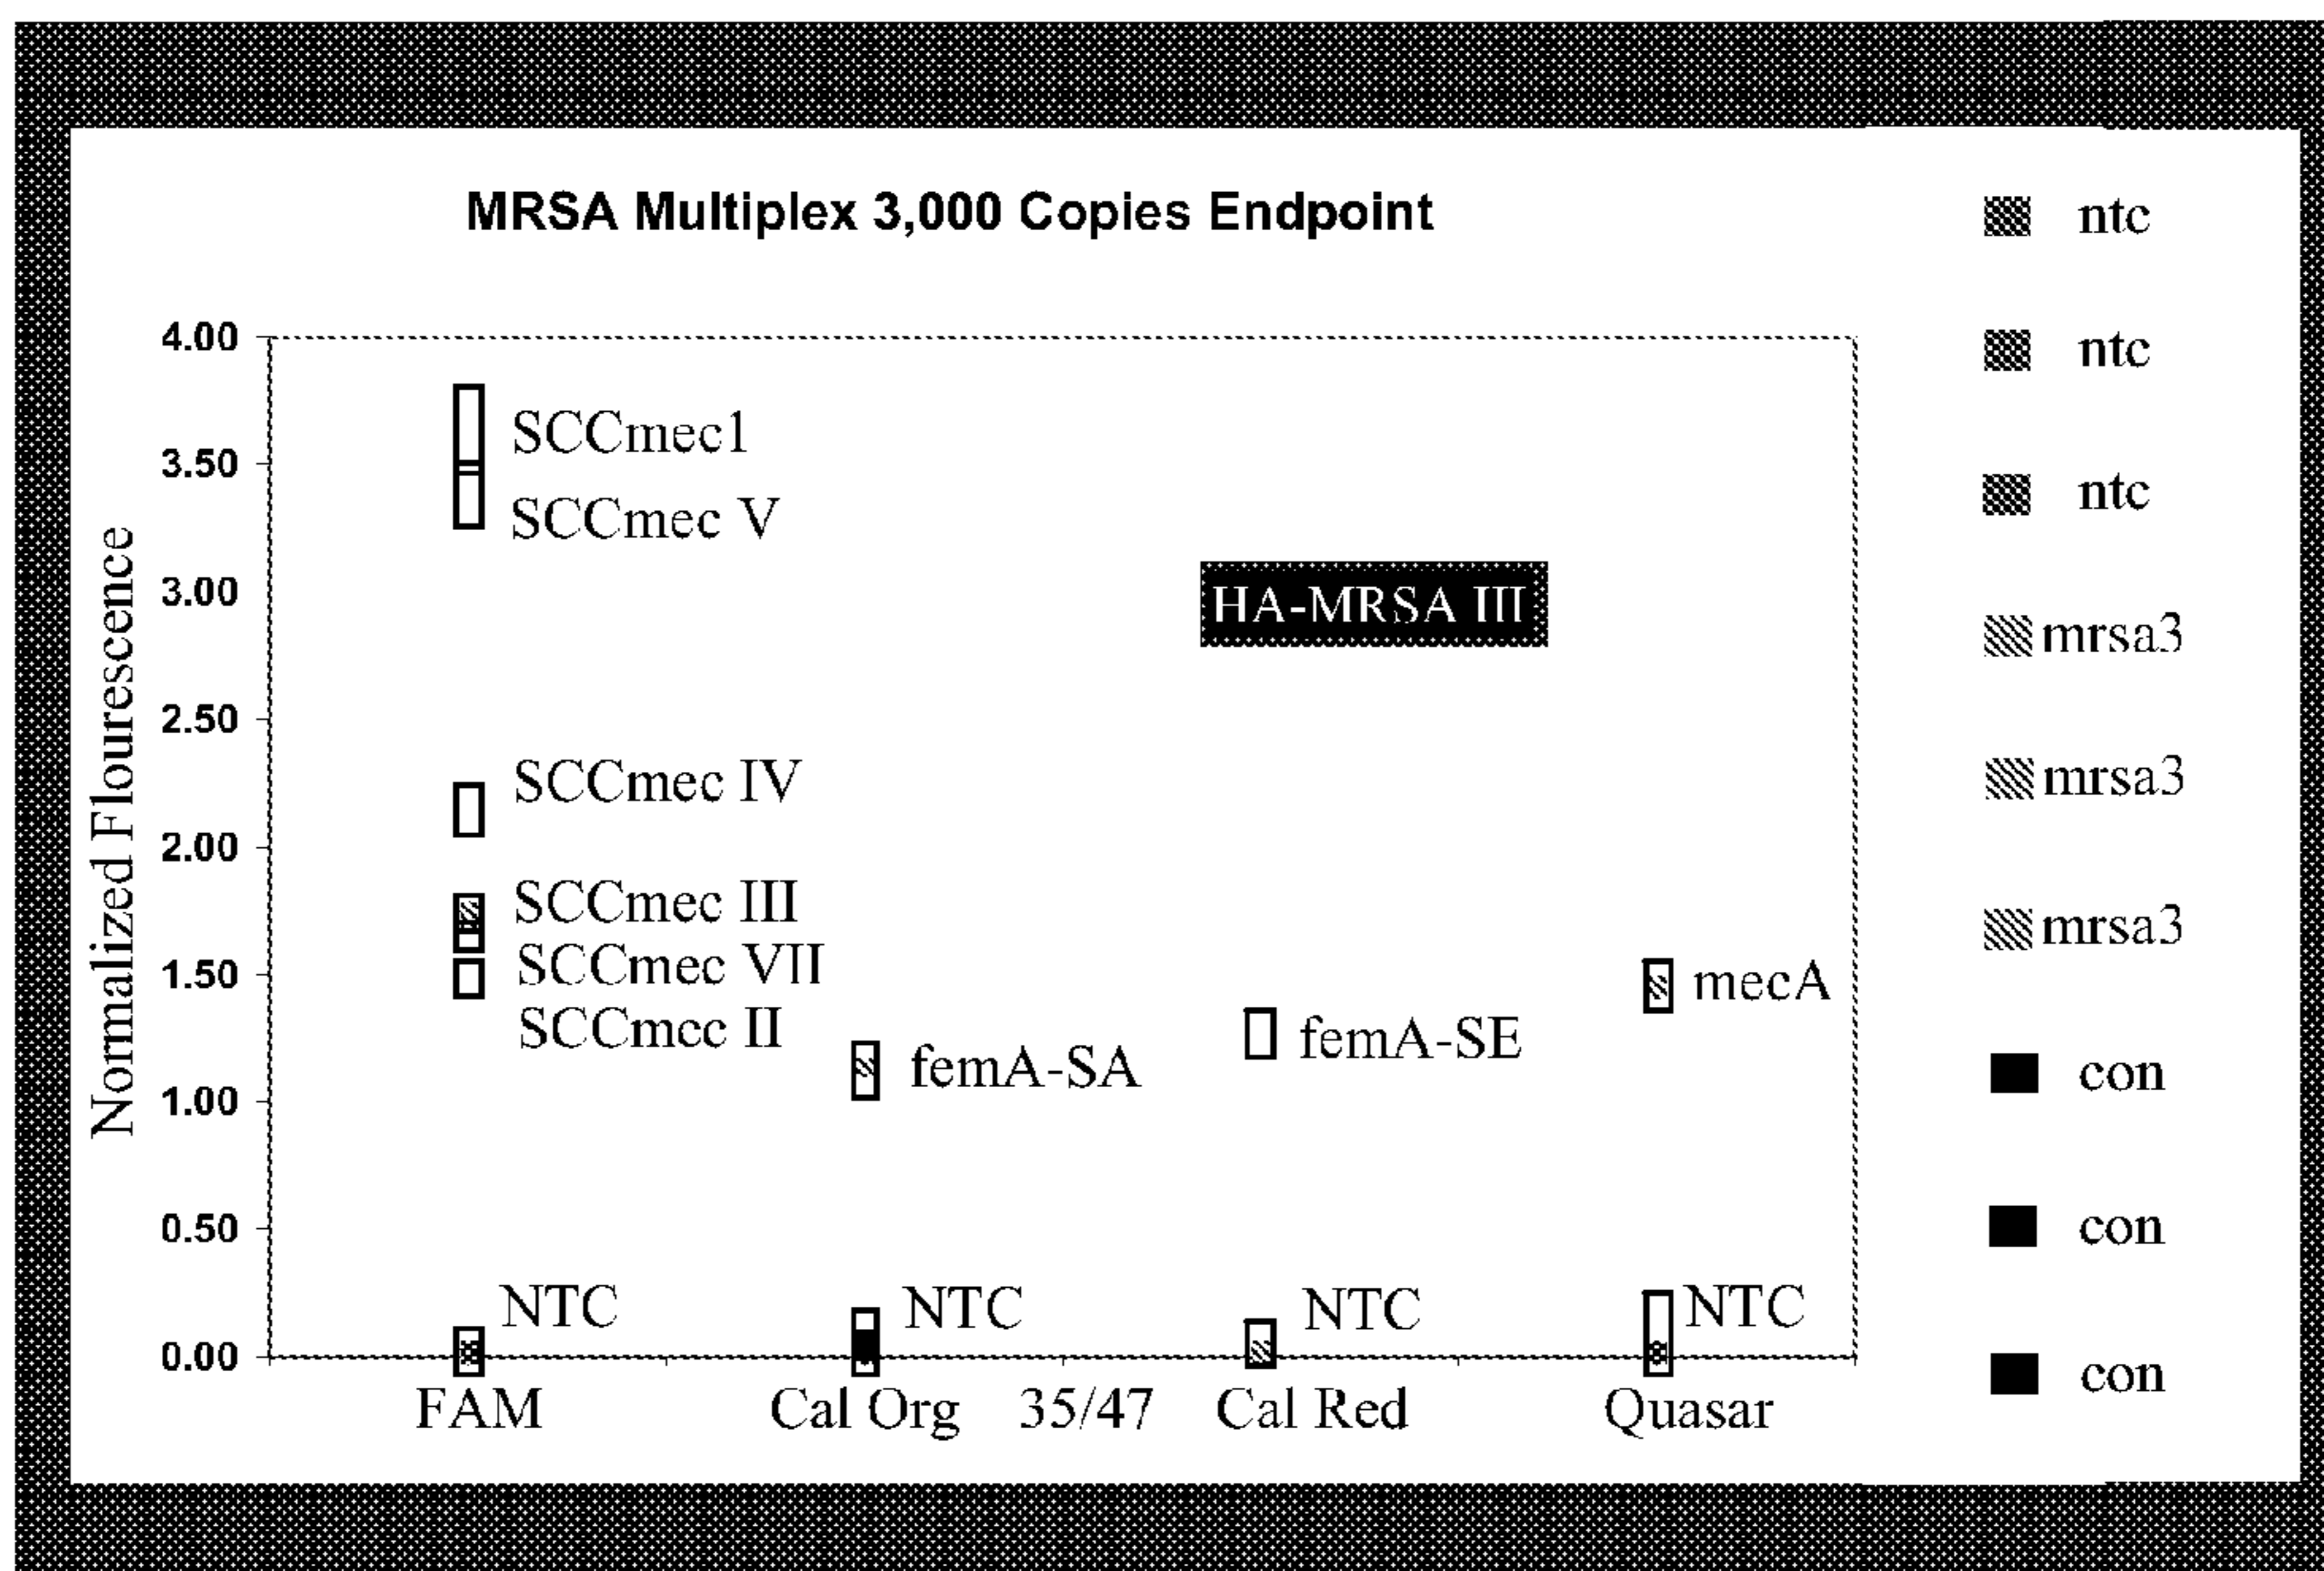 MRSA Multiplex 3,000 Copies Endpoint
Normalized Flourescence
4.00
3.50
3.00
2.50
2.00
1.50
1.00
0.50
0.00
SCCmec1
SCCmec V
HA-MRSA III
SCCmec IV
SCCmec III
SCCmec VII
SCCmec II
femA-SA
femA-SE
mecA
NTC
NTC
NTC
NTC
FAM
Cal Org
35/47
Cal Red
Quasar
ntc
ntc
ntc
mrsa3
mrsa3
mrsa3
con
con
con